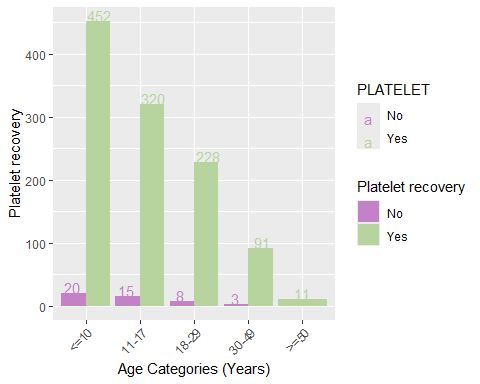 452
400
320
300
228
200
91
100
20
15
8
3
11
0
Platelet recovery
<=10
11-17
18-29
30-49
>=50
Age Categories (Years)
PLATELET
a No
a Yes
Platelet recovery
No
Yes